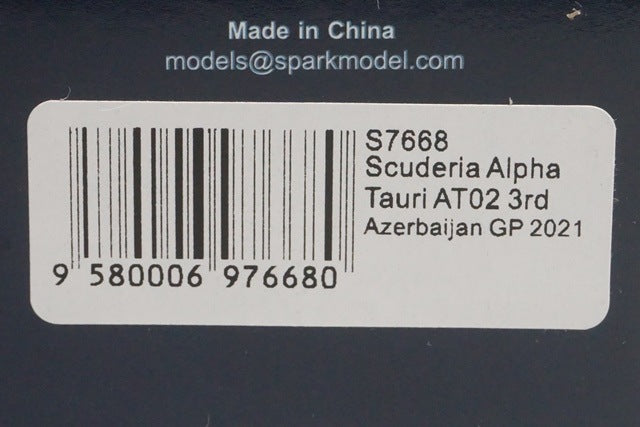 Made in China
models@sparkmodel.com
S7668
Scuderia Alpha
Tauri AT02 3rd
Azerbaijan GP 2021
9 580006 976680